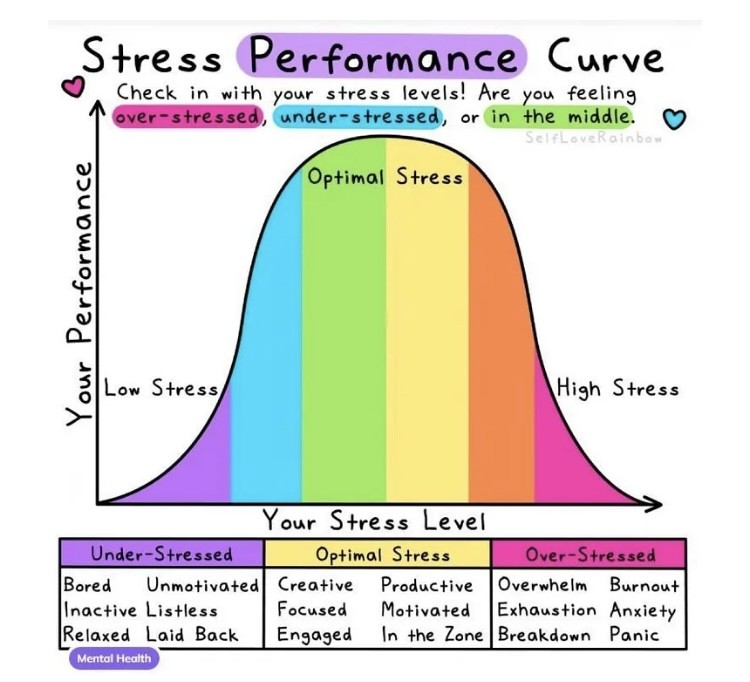 Stress Performance Curve
Check in with your stress levels! Are you feeling
over-stressed, under-stressed, or in the middle.
SelfLoveRainbow
Your Performance
Optimal Stress
Low Stress
High Stress
Your Stress Level
Under-Stressed Optimal Stress Over-Stressed
Bored Unmotivated Creative Productive Overwhelm Burnout
Inactive Listless Focused Motivated Exhaustion Anxiety
Relaxed Laid Back Engaged In the Zone Breakdown Panic
Mental Health